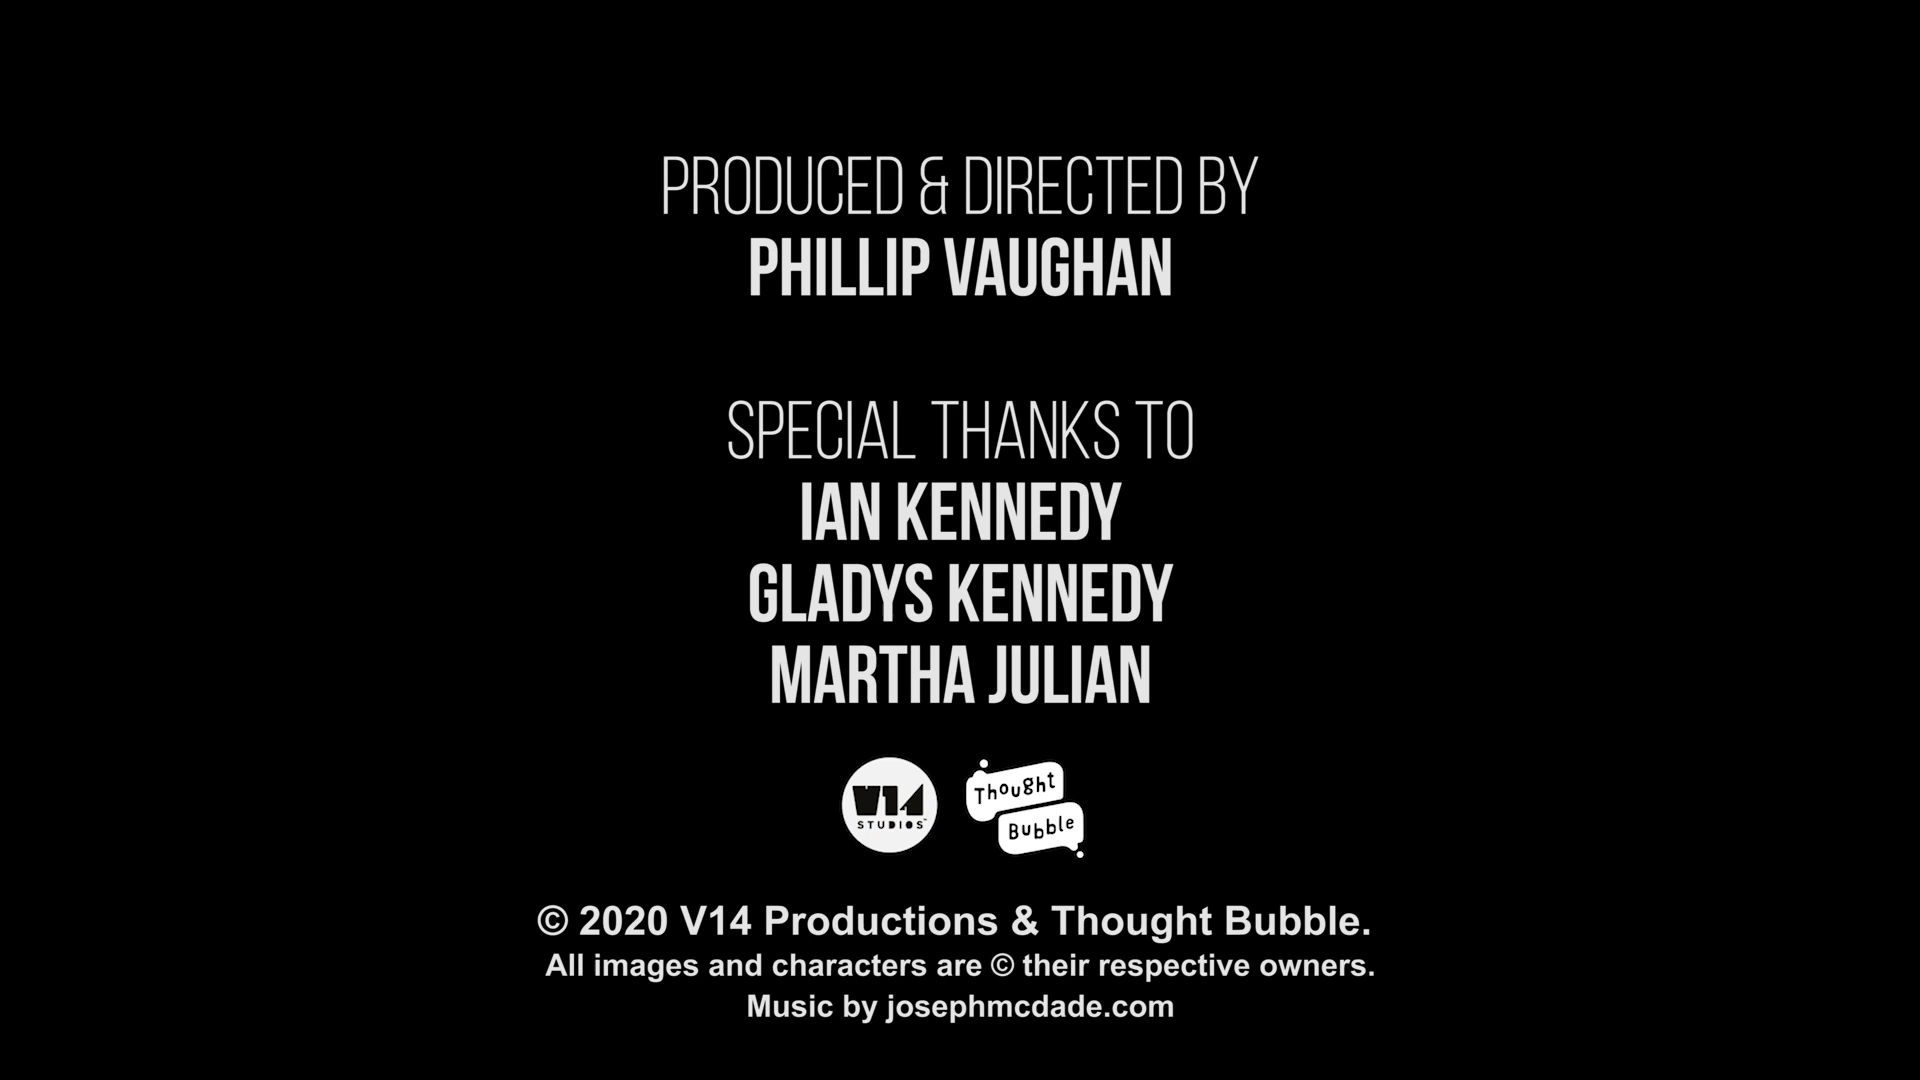 PRODUCED & DIRECTED BY
PHILLIP VAUGHAN
SPECIAL THANKS TO
IAN KENNEDY
GLADYS KENNEDY
MARTHA JULIAN
V14
STUDIOS™
Thought
Bubble
© 2020 V14 Productions & Thought Bubble.
All images and characters are © their respective owners.
Music by josephmcdade.com